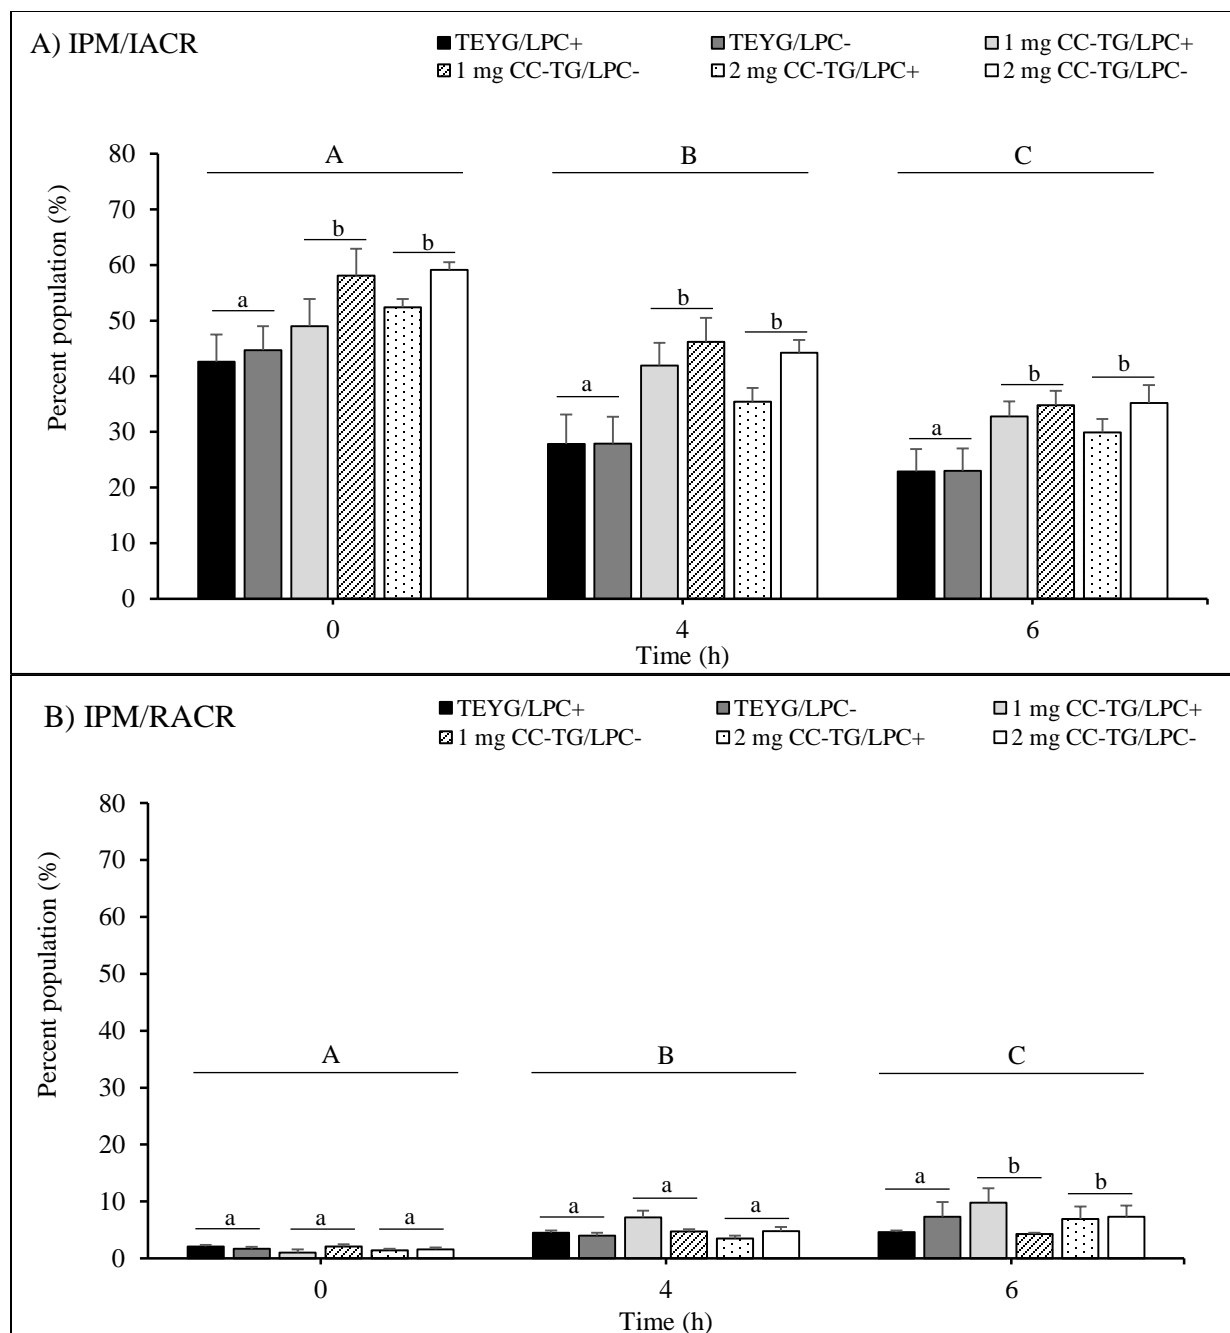 A) IPM/IACR
TEYG/LPC+ TEYG/LPC- 1 mg CC-TG/LPC+
1 mg CC-TG/LPC- 2 mg CC-TG/LPC+ 2 mg CC-TG/LPC-
Percent population (%)
80
70
60
50
40
30
20
10
0
A B C
a b b
a b b
a b b
0 4 6
Time (h)
B) IPM/RACR
TEYG/LPC+ TEYG/LPC- 1 mg CC-TG/LPC+
1 mg CC-TG/LPC- 2 mg CC-TG/LPC+ 2 mg CC-TG/LPC-
Percent population (%)
80
70
60
50
40
30
20
10
0
A B C
a a a
a a a
a b b
0 4 6
Time (h)